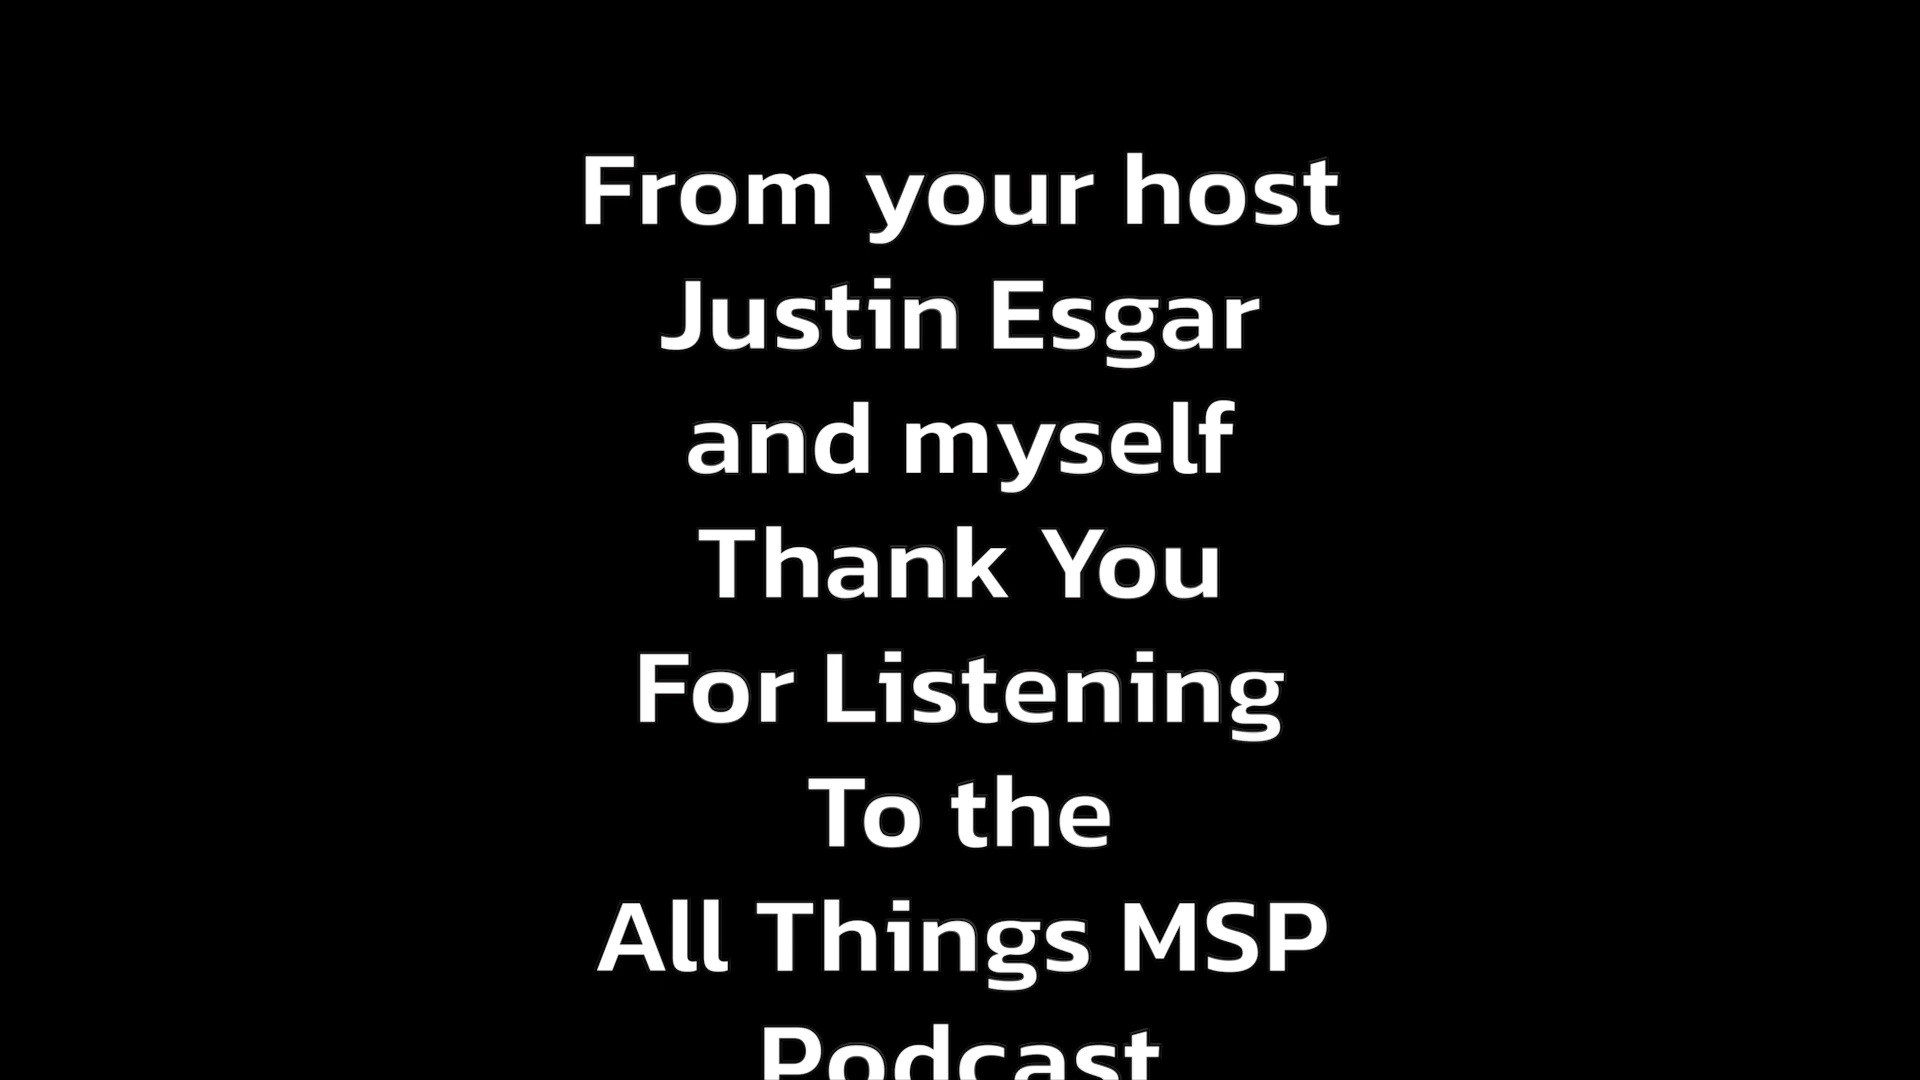 From your host
Justin Esgar
and myself
Thank You
For Listening
To the
All Things MSP
Podcast